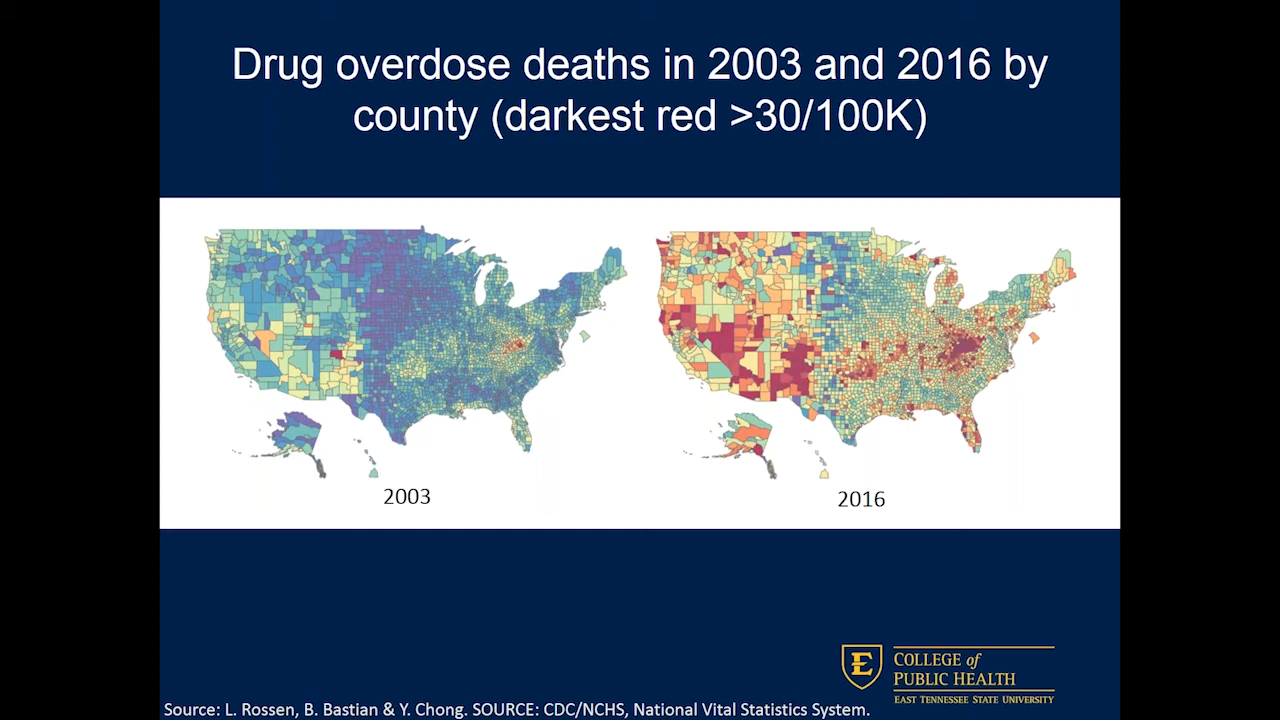 Drug overdose deaths in 2003 and 2016 by
county (darkest red >30/100K)
2003
2016
E
COLLEGE of
PUBLIC HEALTH
EAST TENNESSEE STATE UNIVERSITY
Source: L. Rossen, B. Bastian & Y. Chong. SOURCE: CDC/NCHS, National Vital Statistics System.